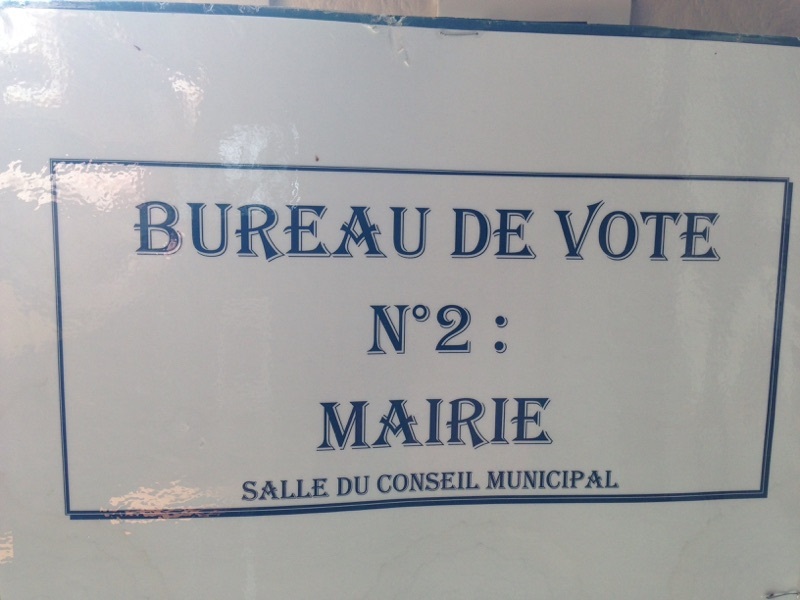 BUREAU DE VOTE
N°2 :
MAIRIE
SALLE DU CONSEIL MUNICIPAL